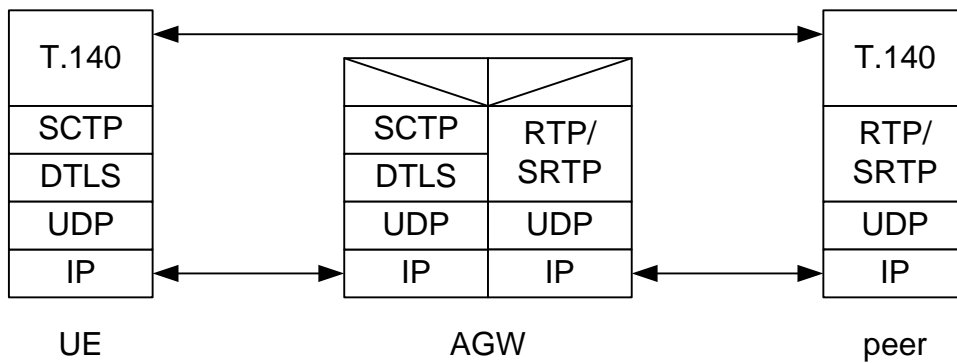 T.140
SCTP
DTLS
UDP
IP
UE
SCTP
DTLS
UDP
IP
RTP/
SRTP
UDP
IP
AGW
T.140
RTP/
SRTP
UDP
IP
peer